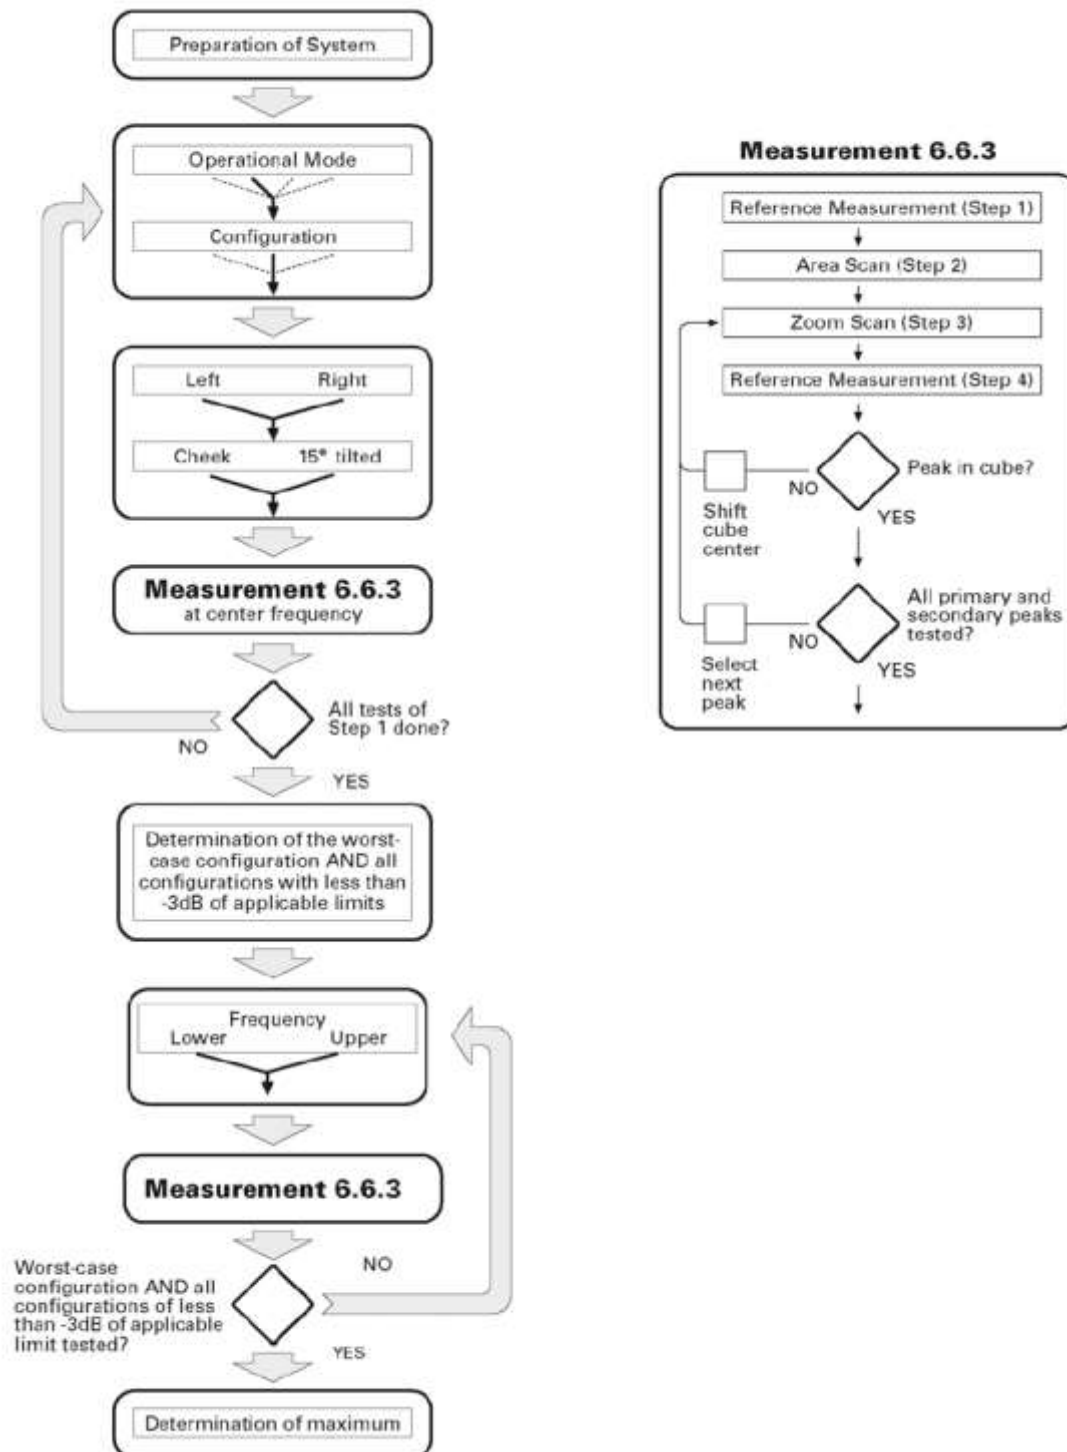 Preparation of System
Operational Mode
Configuration
Left Right
Cheek 15° tilted
Measurement 6.6.3
at center frequency
All tests of
Step 1 done?
NO
YES
Determination of the worst-
case configuration AND all
configurations with less than
-3dB of applicable limits
Frequency
Lower Upper
Measurement 6.6.3
Worst-case
configuration AND all
configurations of less
than -3dB of applicable
limit tested?
NO
YES
Determination of maximum
Measurement 6.6.3
Reference Measurement (Step 1)
Area Scan (Step 2)
Zoom Scan (Step 3)
Reference Measurement (Step 4)
Peak in cube?
NO
YES
Shift
cube
center
All primary and
secondary peaks
tested?
NO
YES
Select
next
peak